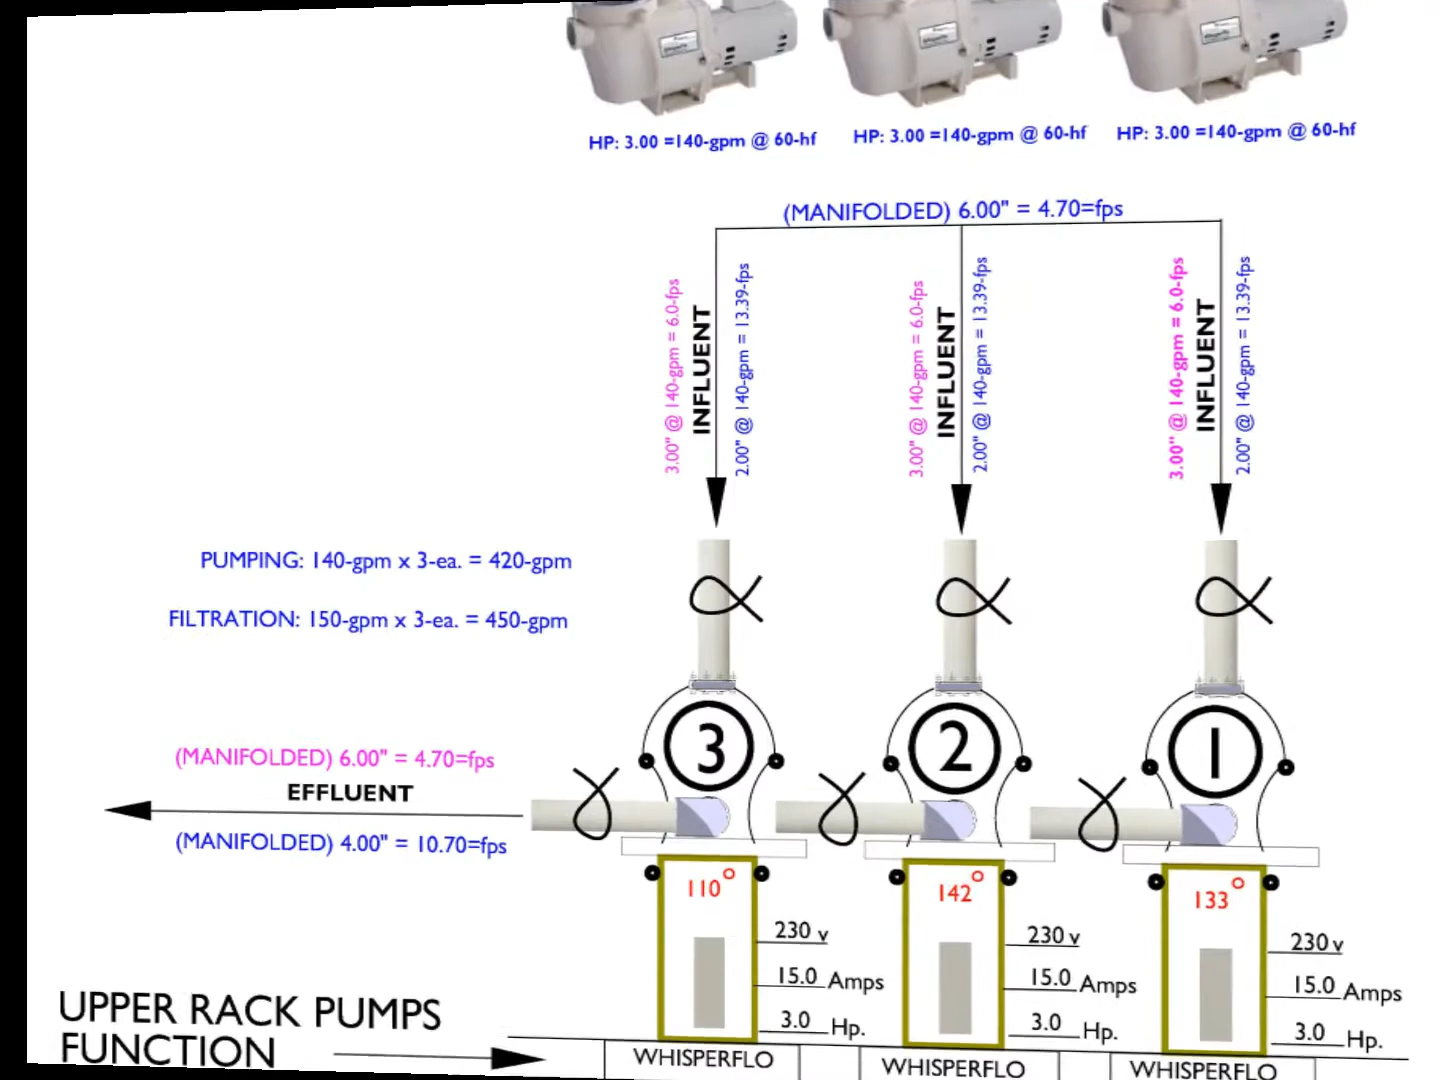 HP: 3.00 =140-gpm @ 60-hf
HP: 3.00 =140-gpm @ 60-hf
HP: 3.00 =140-gpm @ 60-hf
(MANIFOLDED) 6.00" = 4.70=fps
3.00" @ 140-gpm = 6.0-fps
INFLUENT
2.00" @ 140-gpm = 13.39-fps
3.00" @ 140-gpm = 6.0-fps
INFLUENT
2.00" @ 140-gpm = 13.39-fps
3.00" @ 140-gpm = 6.0-fps
INFLUENT
2.00" @ 140-gpm = 13.39-fps
PUMPING: 140-gpm x 3-ea. = 420-gpm
FILTRATION: 150-gpm x 3-ea. = 450-gpm
3
2
1
(MANIFOLDED) 6.00" = 4.70=fps
EFFLUENT
(MANIFOLDED) 4.00" = 10.70=fps
110°
142°
133°
230 v
15.0 Amps
3.0 Hp.
230 v
15.0 Amps
3.0 Hp.
230 v
15.0 Amps
3.0 Hp.
UPPER RACK PUMPS
FUNCTION
WHISPERFLO
WHISPERFLO
WHISPERFLO